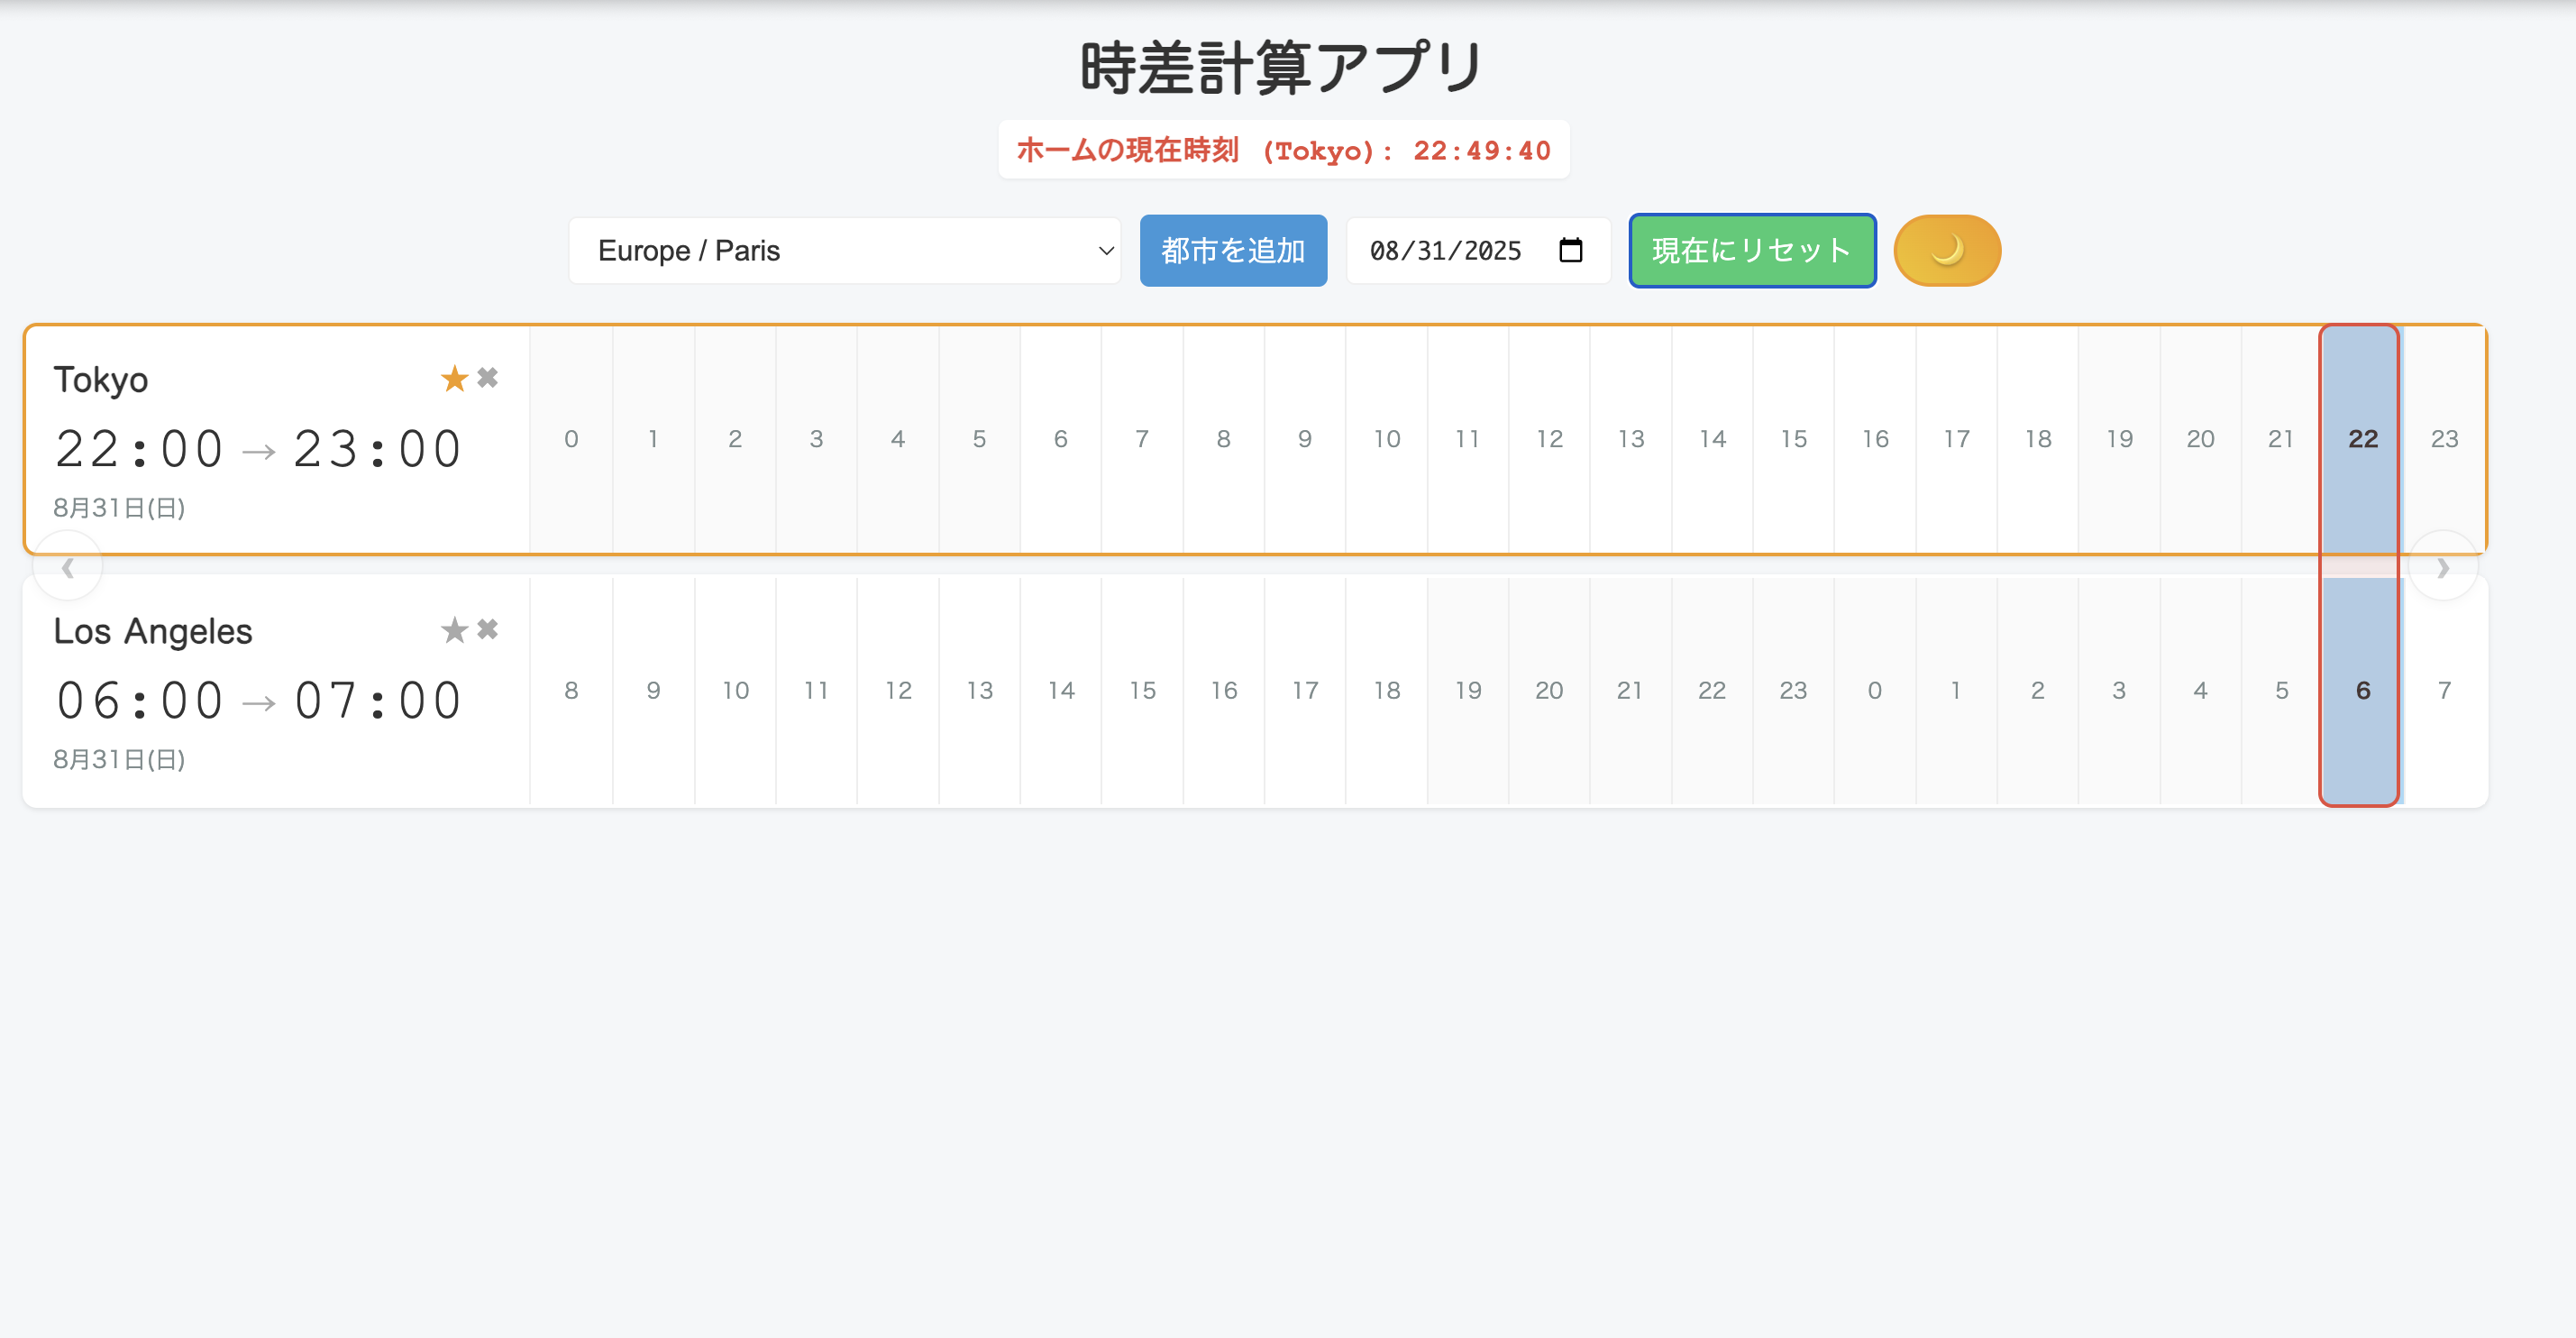 時差計算アプリ
ホームの現在時刻 (Tokyo): 22:49:40
Europe / Paris
都市を追加
08/31/2025
現在にリセット
Tokyo
22:00 → 23:00
8月31日(日)
0 1 2 3 4 5 6 7 8 9 10 11 12 13 14 15 16 17 18 19 20 21 22 23
Los Angeles
06:00 → 07:00
8月31日(日)
8 9 10 11 12 13 14 15 16 17 18 19 20 21 22 23 0 1 2 3 4 5 6 7